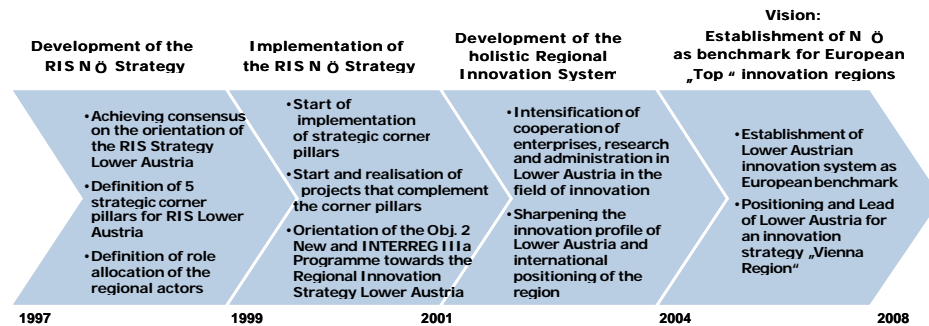 Development of the
RIS N Ö Strategy
Implementation of
the RIS N Ö Strategy
Development of the
holistic Regional
Innovation System
Vision:
Establishment of N Ö
as benchmark for European
„Top “ innovation regions
•Achieving consensus
on the orientation of
the RIS Strategy
Lower Austria
•Definition of 5
strategic corner
pillars for RIS Lower
Austria
•Definition of role
allocation of the
regional actors
•Start of
implementation
of strategic corner
pillars
•Start and realisation of
projects that complement
the corner pillars
•Orientation of the Obj. 2
New and INTERREG IIIa
Programme towards the
Regional Innovation
Strategy Lower Austria
•Intensification of
cooperation of
enterprises, research
and administration in
Lower Austria in the
field of innovation
•Sharpening the
innovation profile of
Lower Austria and
international
positioning of the
region
•Establishment of
Lower Austrian
innovation system as
European benchmark
•Positioning and Lead
of Lower Austria for
an innovation
strategy „Vienna
Region“
1997
1999
2001
2004
2008